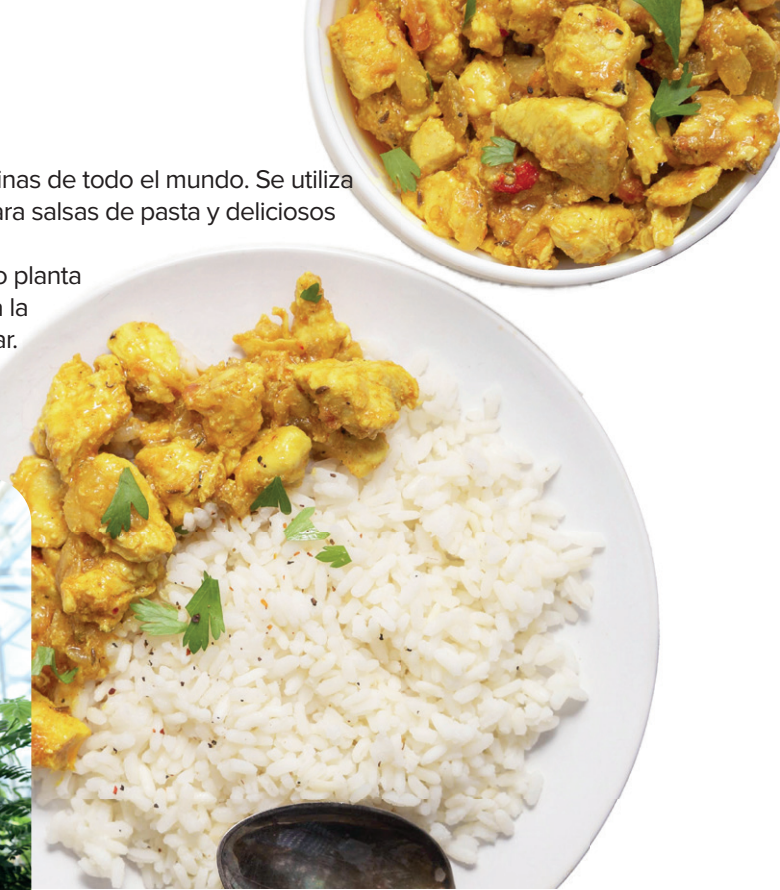 inas de todo el mundo. Se utiliza
ara salsas de pasta y deliciosos
o planta
la
ar.